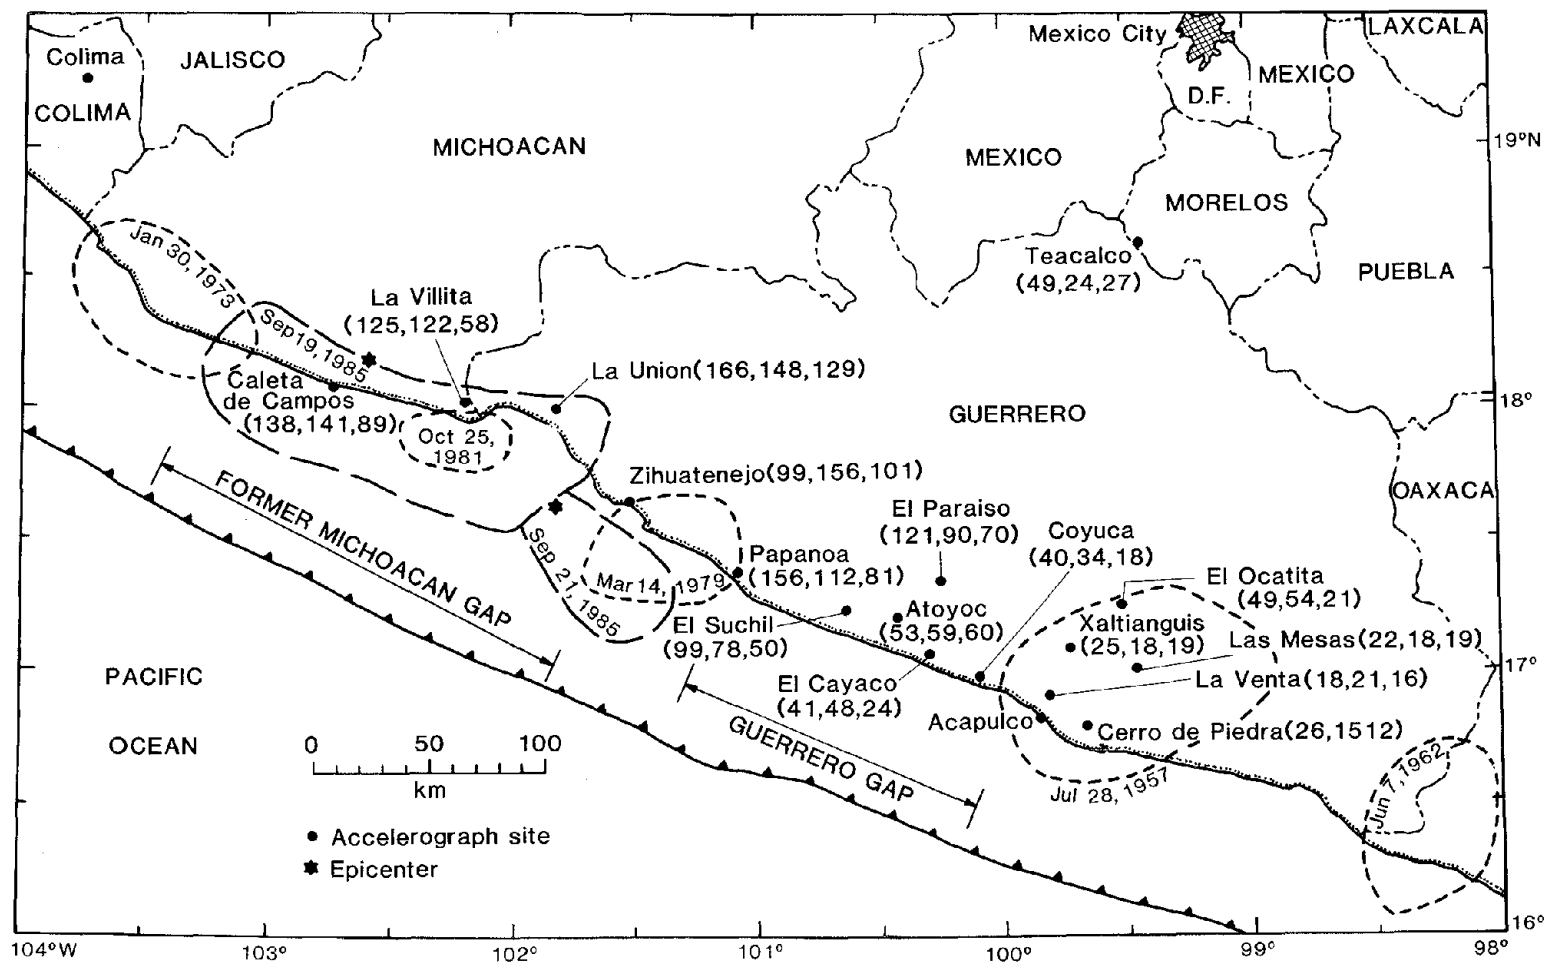 Colima
COLIMA
JALISCO
MICHOACAN
MEXICO
Mexico City
D.F.
MEXICO
LAXCALA
19°N
MORELOS
PUEBLA
Teacalco
(49,24,27)
Jan 30, 1973
Sep 19, 1985
La Villita
(125,122,58)
La Union(166,148,129)
Caleta
de Campos
(138,141,89)
Oct 25,
1981
GUERRERO
18°
Zihuatenejo(99,156,101)
OAXACA
FORMER MICHOACAN GAP
Sep 21, 1985
Mar 14, 1979
Papanoa
(156,112,81)
El Paraiso
(121,90,70)
Coyuca
(40,34,18)
El Ocatita
(49,54,21)
El Suchil
(99,78,50)
Atoyoc
(53,59,60)
Xaltianguis
(25,18,19)
Las Mesas(22,18,19)
17°
La Venta(18,21,16)
El Cayaco
(41,48,24)
Acapulco
Cerro de Piedra(26,1512)
PACIFIC
OCEAN
GUERRERO GAP
Jul 28, 1957
Jun 7, 1962
0 50 100
km
Accelerograph site
Epicenter
16°
104°W 103° 102° 101° 100° 99° 98°